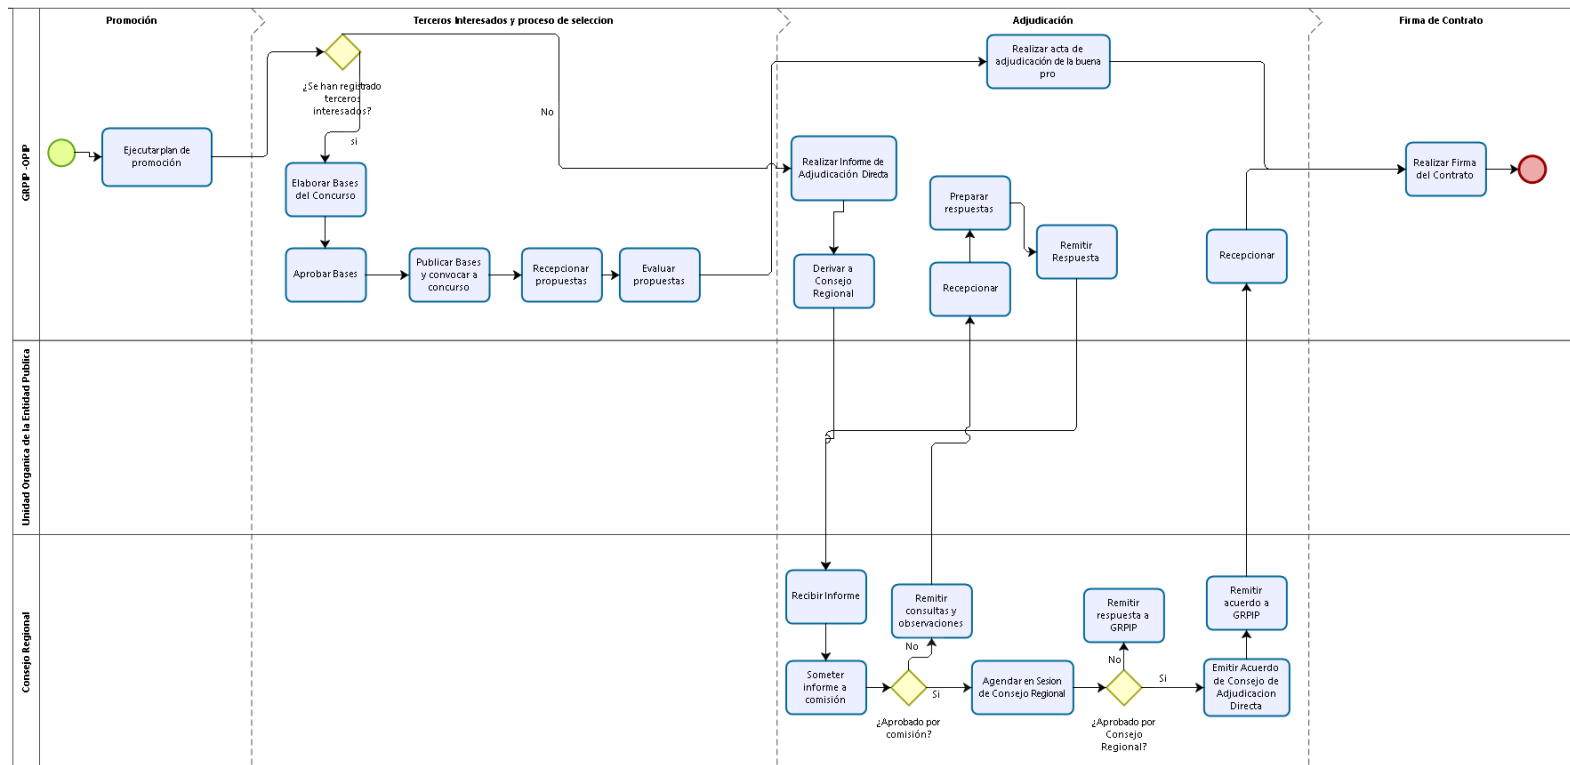 Promoción
Terceros Interesados y proceso de seleccion
Adjudicación
Firma de Contrato
GRPIP -OPIP
Ejecutar plan de
promoción
¿Se han registrado
terceros
interesados?
si
No
Elaborar Bases
del Concurso
Aprobar Bases
Publicar Bases
y convocar a
concurso
Recepcionar
propuestas
Evaluar
propuestas
Realizar acta de
adjudicación de la buena
pro
Realizar Informe de
Adjudicación Directa
Derivar a
Consejo
Regional
Preparar
respuestas
Recepcionar
Remitir
Respuesta
Recepcionar
Realizar Firma
del Contrato
Unidad Organica de la Entidad Publica
Consejo Regional
Recibir Informe
Someter
informe a
comisión
¿Aprobado por
comisión?
No
Si
Remitir
consultas y
observaciones
Agendar en Sesion
de Consejo Regional
¿Aprobado por
Consejo
Regional?
No
Si
Remitir
respuesta a
GRPIP
Emitir Acuerdo
de Consejo de
Adjudicacion
Directa
Remitir
acuerdo a
GRPIP